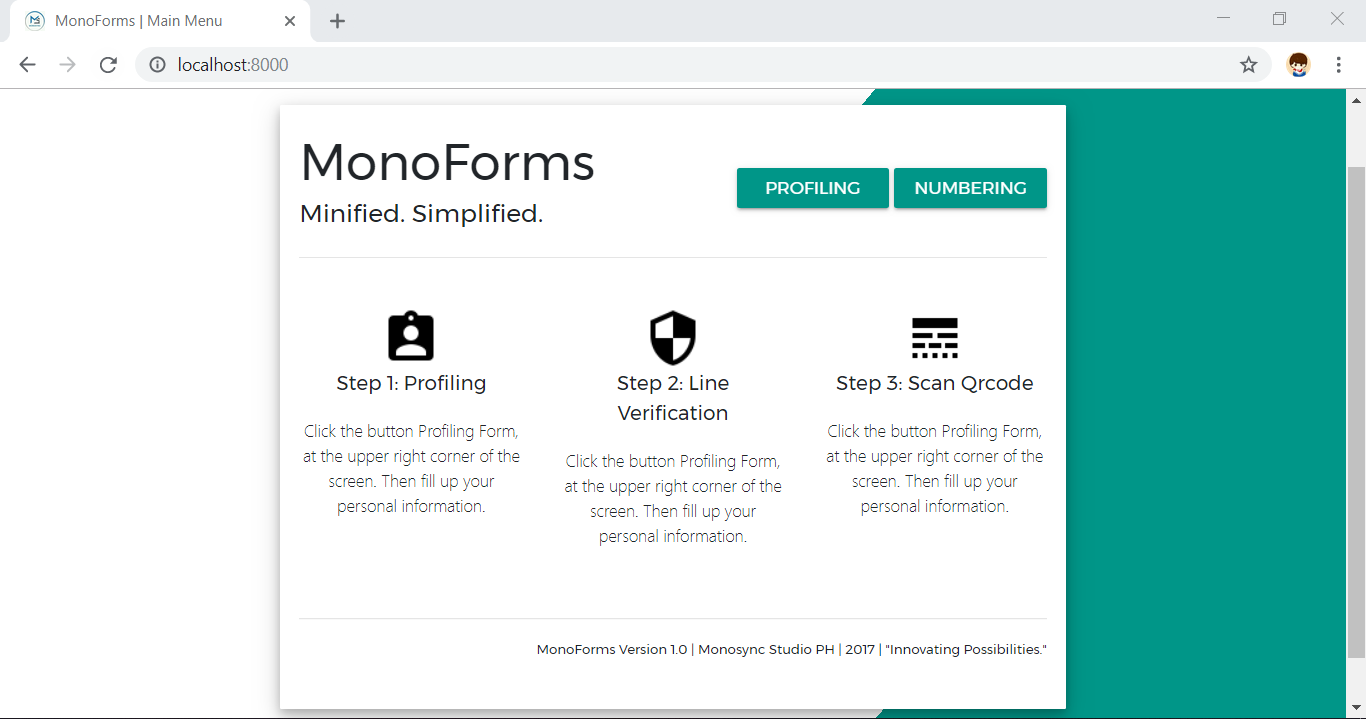 MonoForms | Main Menu
localhost:8000
MonoForms
Minified. Simplified.
PROFILING
NUMBERING
Step 1: Profiling
Click the button Profiling Form,
at the upper right corner of the
screen. Then fill up your
personal information.
Step 2: Line
Verification
Click the button Profiling Form,
at the upper right corner of the
screen. Then fill up your
personal information.
Step 3: Scan Qrcode
Click the button Profiling Form,
at the upper right corner of the
screen. Then fill up your
personal information.
MonoForms Version 1.0 | Monosync Studio PH | 2017 | "Innovating Possibilities."